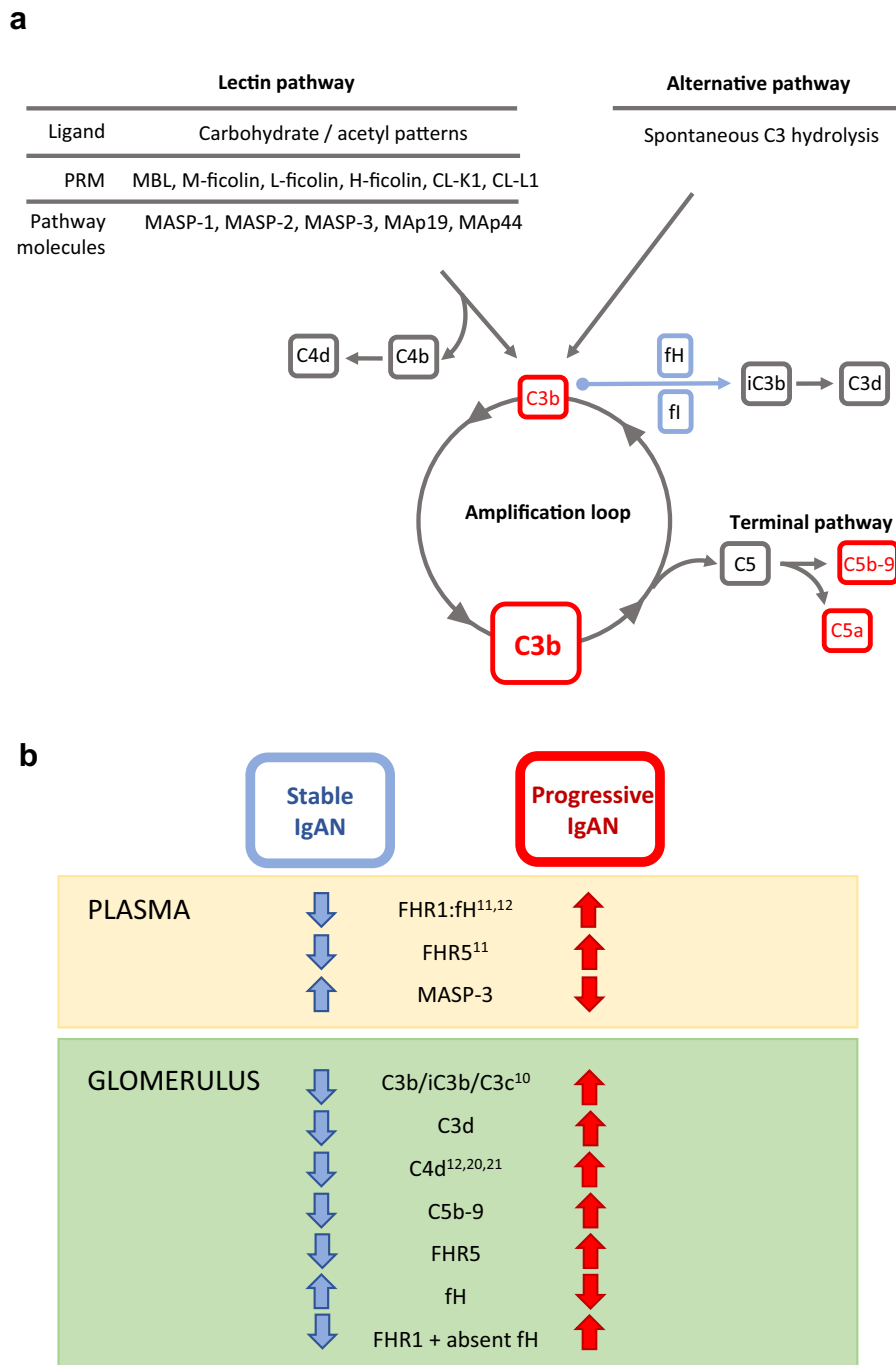 a
Lectin pathway
Alternative pathway
Ligand Carbohydrate / acetyl patterns
Spontaneous C3 hydrolysis
PRM MBL, M-ficolin, L-ficolin, H-ficolin, CL-K1, CL-L1
Pathway molecules MASP-1, MASP-2, MASP-3, MAp19, MAp44
C4d
C4b
fH
C3b
iC3b
C3d
fI
Amplification loop
Terminal pathway
C5
C5b-9
C5a
C3b
b
Stable
IgAN
Progressive
IgAN
PLASMA
FHR1:fH11,12
FHR511
MASP-3
GLOMERULUS
C3b/iC3b/C3c10
C3d
C4d12,20,21
C5b-9
FHR5
fH
FHR1 + absent fH